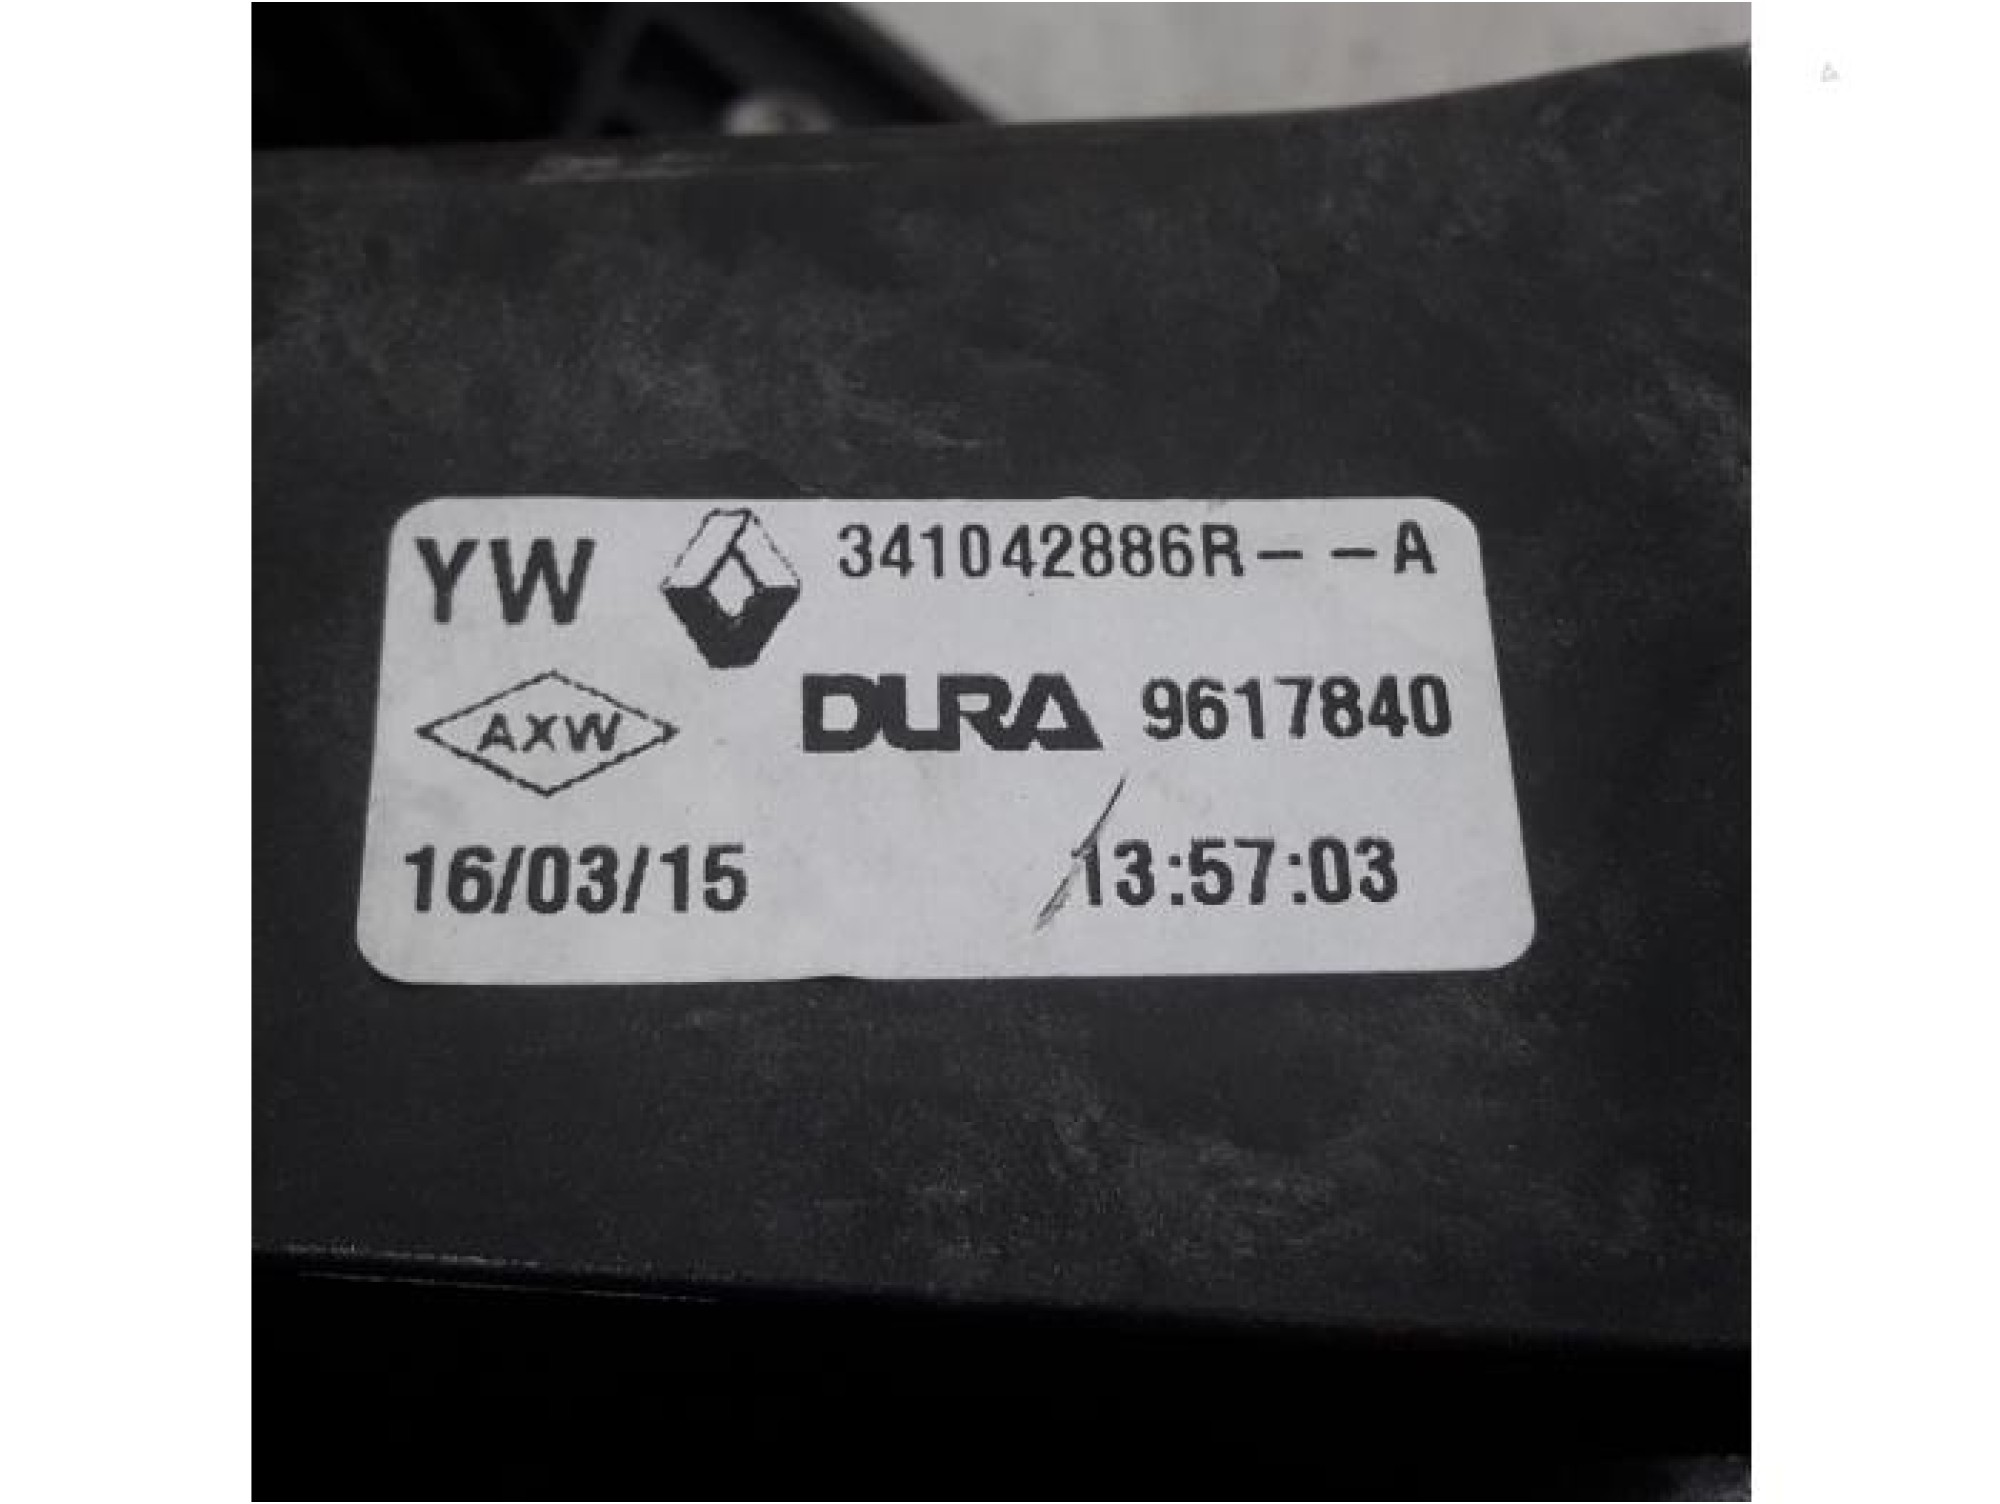 YW 341042886R---A
AXW DURA 9617840
16/03/15 13:57:03